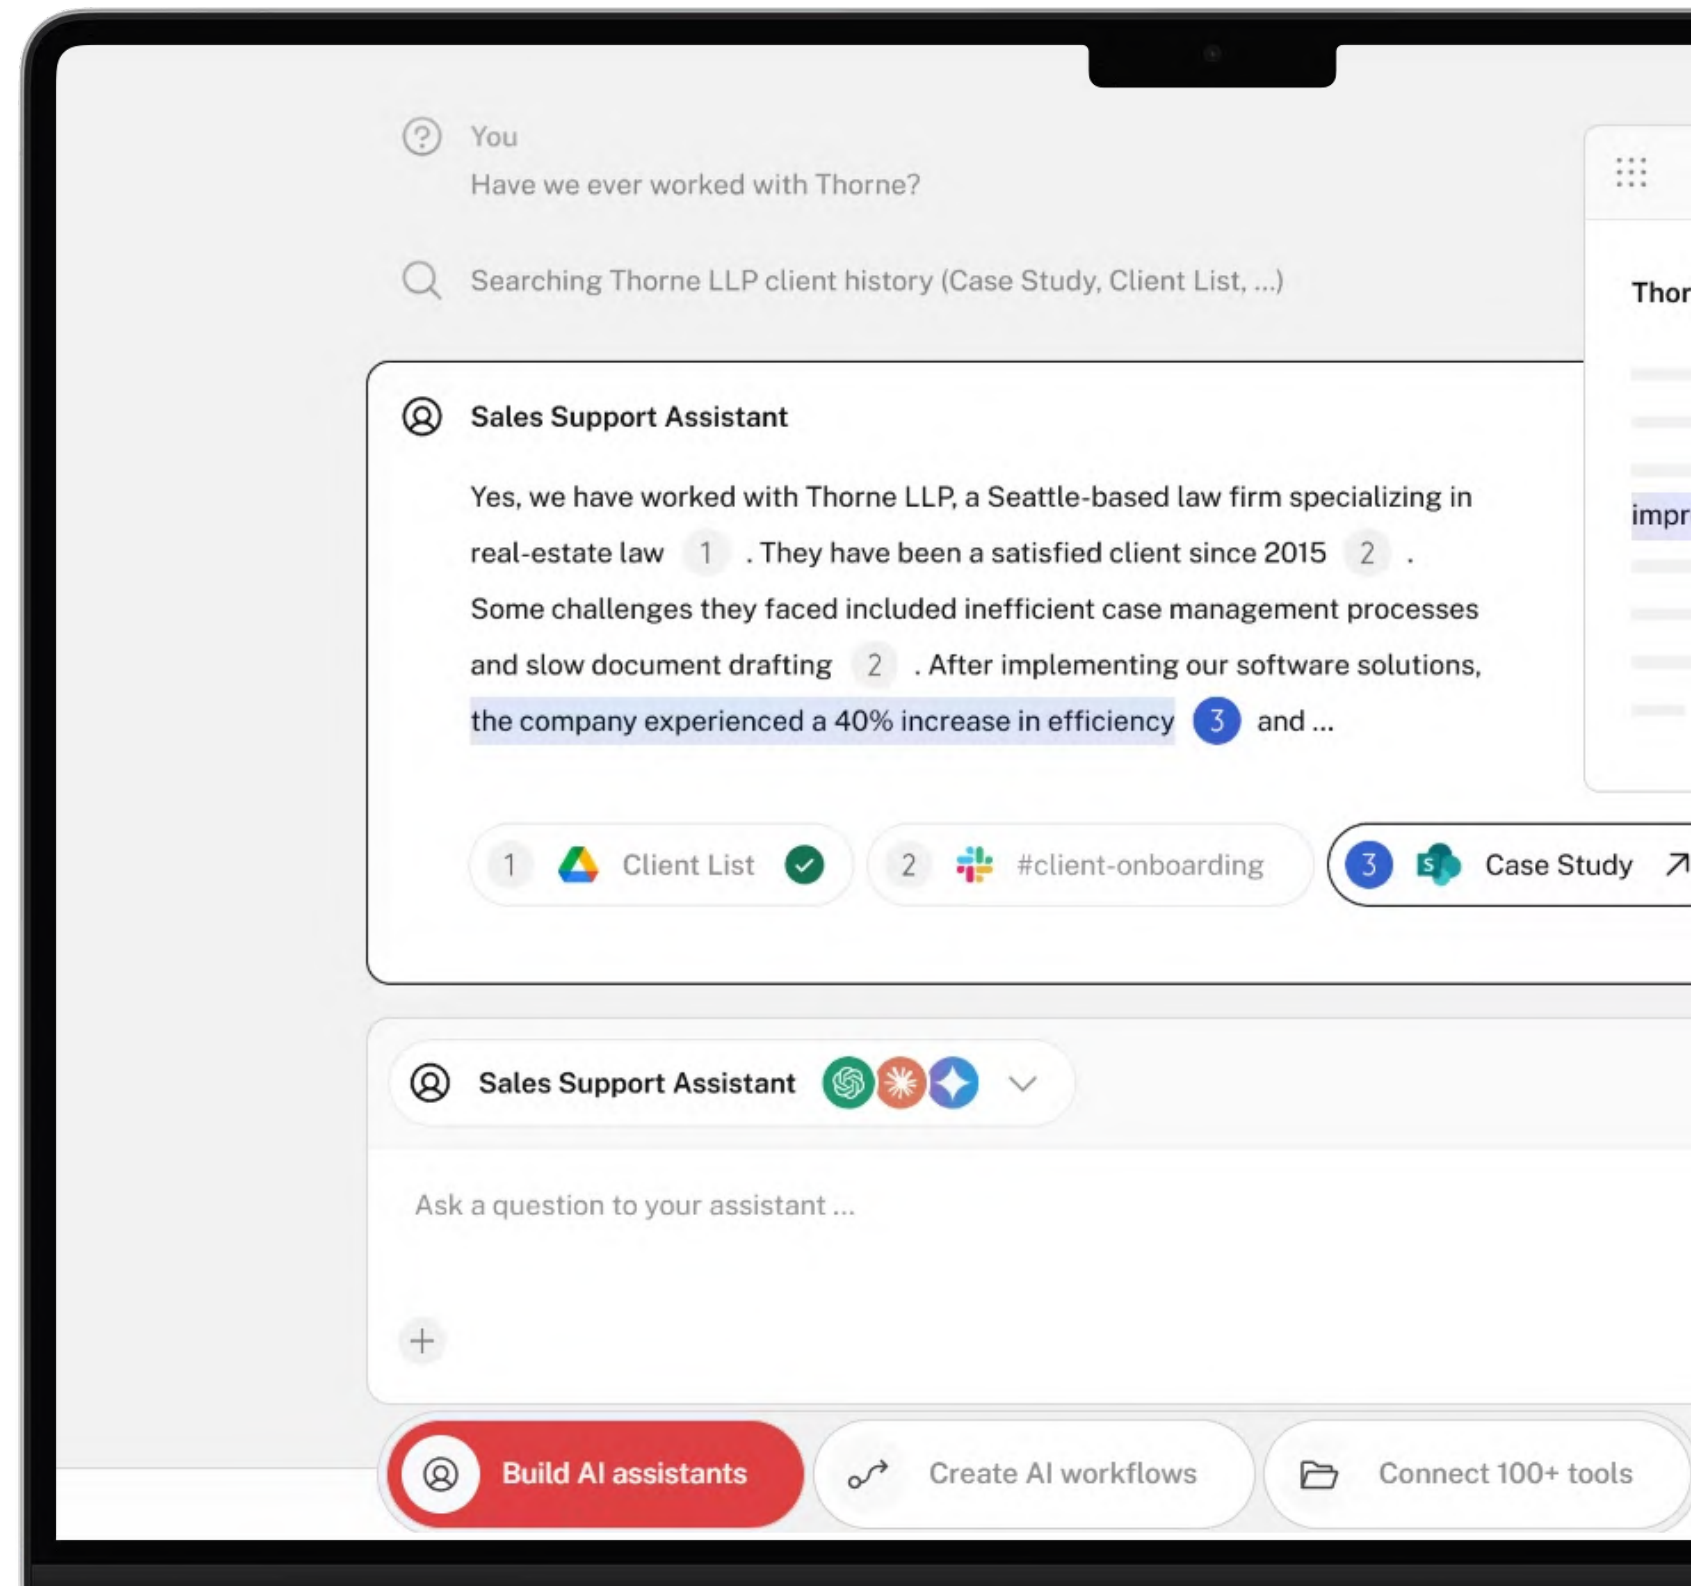 You
Have we ever worked with Thorne?
Searching Thorne LLP client history (Case Study, Client List, ...)
Thor
impr
Sales Support Assistant
Yes, we have worked with Thorne LLP, a Seattle-based law firm specializing in
real-estate law 1 . They have been a satisfied client since 2015 2 .
Some challenges they faced included inefficient case management processes
and slow document drafting 2 . After implementing our software solutions,
the company experienced a 40% increase in efficiency 3 and ...
1 Client List 2 #client-onboarding 3 S Case Study
Sales Support Assistant
Ask a question to your assistant ...
Build AI assistants Create AI workflows Connect 100+ tools